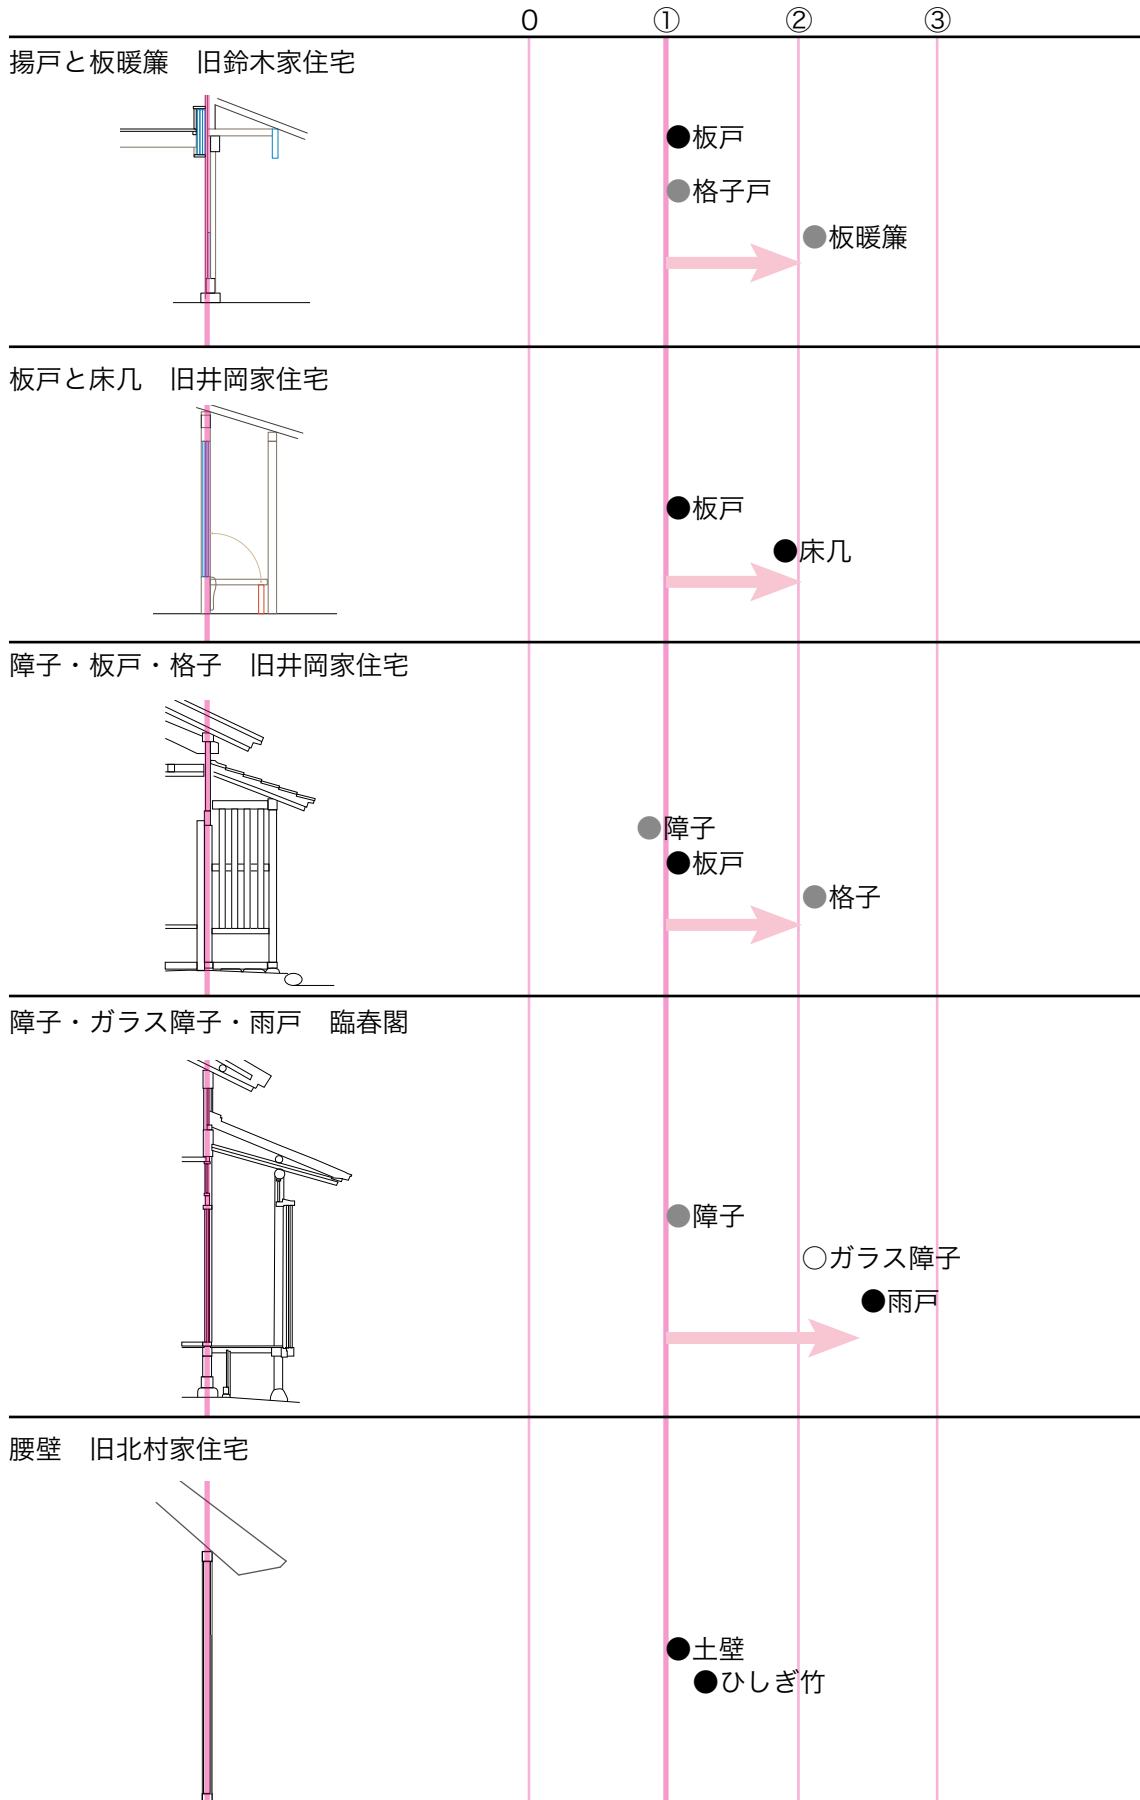 0 ① ② ③
揚戸と板暖簾　旧鈴木家住宅
●板戸
●格子戸
●板暖簾
板戸と床几　旧井岡家住宅
●板戸
●床几
障子・板戸・格子　旧井岡家住宅
●障子
●板戸
●格子
障子・ガラス障子・雨戸　臨春閣
●障子
○ガラス障子
●雨戸
腰壁　旧北村家住宅
●土壁
●ひしぎ竹